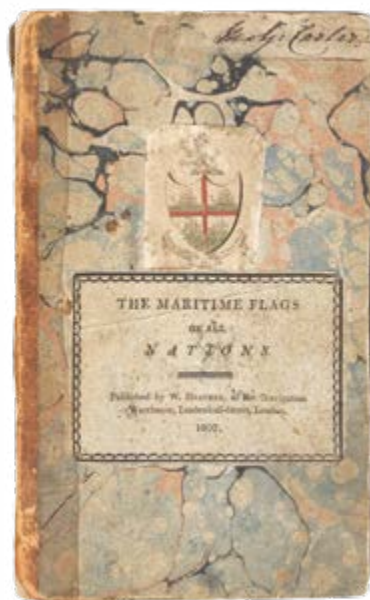 THE MARITIME FLAGS
OF ALL
NATIONS
Published by W. HEATHER, at the Navigation
Warehouse, Leadenhall-Street, London,